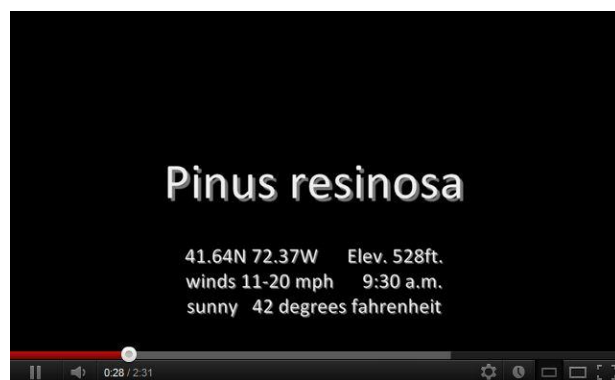 Pinus resinosa
41.64N 72.37W Elev. 528ft.
winds 11-20 mph 9:30 a.m.
sunny 42 degrees fahrenheit
0:28 / 2:31